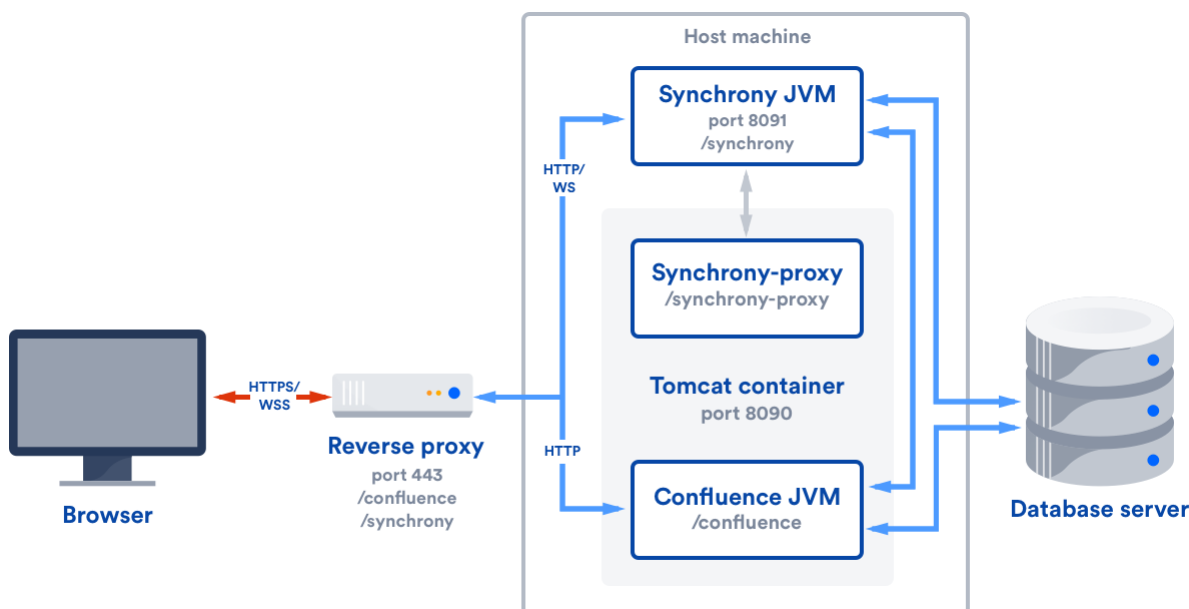 Host machine
Synchrony JVM
port 8091
/synchrony
HTTP/
WS
Synchrony-proxy
/synchrony-proxy
Tomcat container
port 8090
HTTPS/
WSS
Reverse proxy
port 443
/confluence
/synchrony
HTTP
Confluence JVM
/confluence
Browser
Database server